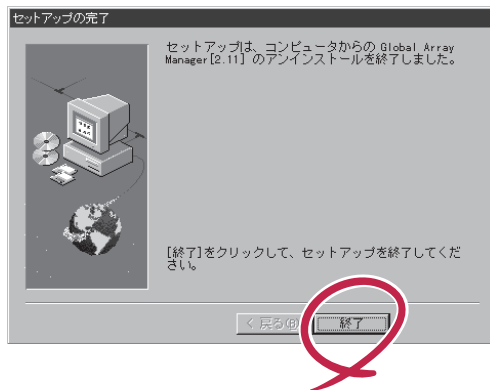 セットアップの完了
セットアップは、コンピュータからの Global Array
Manager[2.11] のアンインストールを終了しました。
[終了]をクリックして、セットアップを終了してくだ
さい。
< 戻る(B) 終了